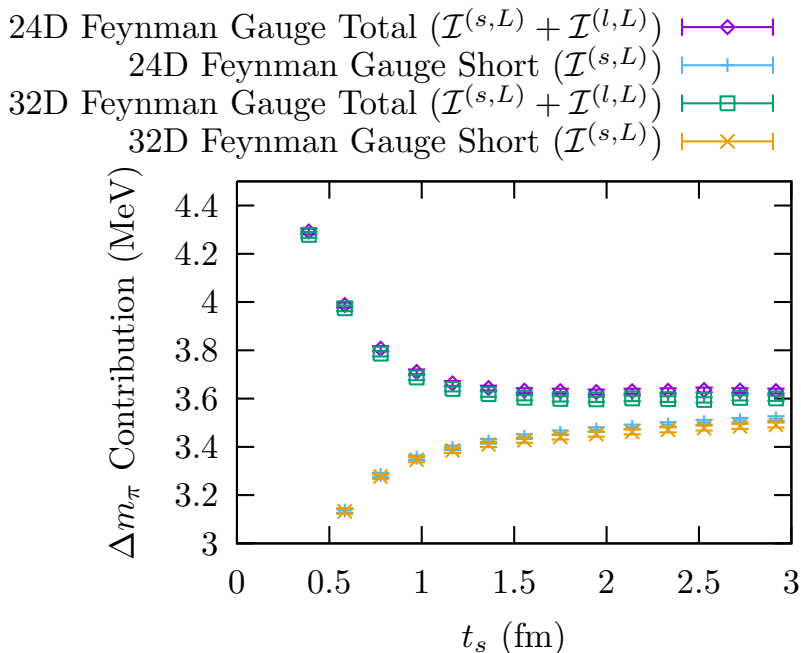 24D Feynman Gauge Total (𝓘^(s,L) + 𝓘^(l,L))
24D Feynman Gauge Short (𝓘^(s,L))
32D Feynman Gauge Total (𝓘^(s,L) + 𝓘^(l,L))
32D Feynman Gauge Short (𝓘^(s,L))
Δm_π Contribution (MeV)
4.4
4.2
4
3.8
3.6
3.4
3.2
3
0 0.5 1 1.5 2 2.5 3
t_s (fm)